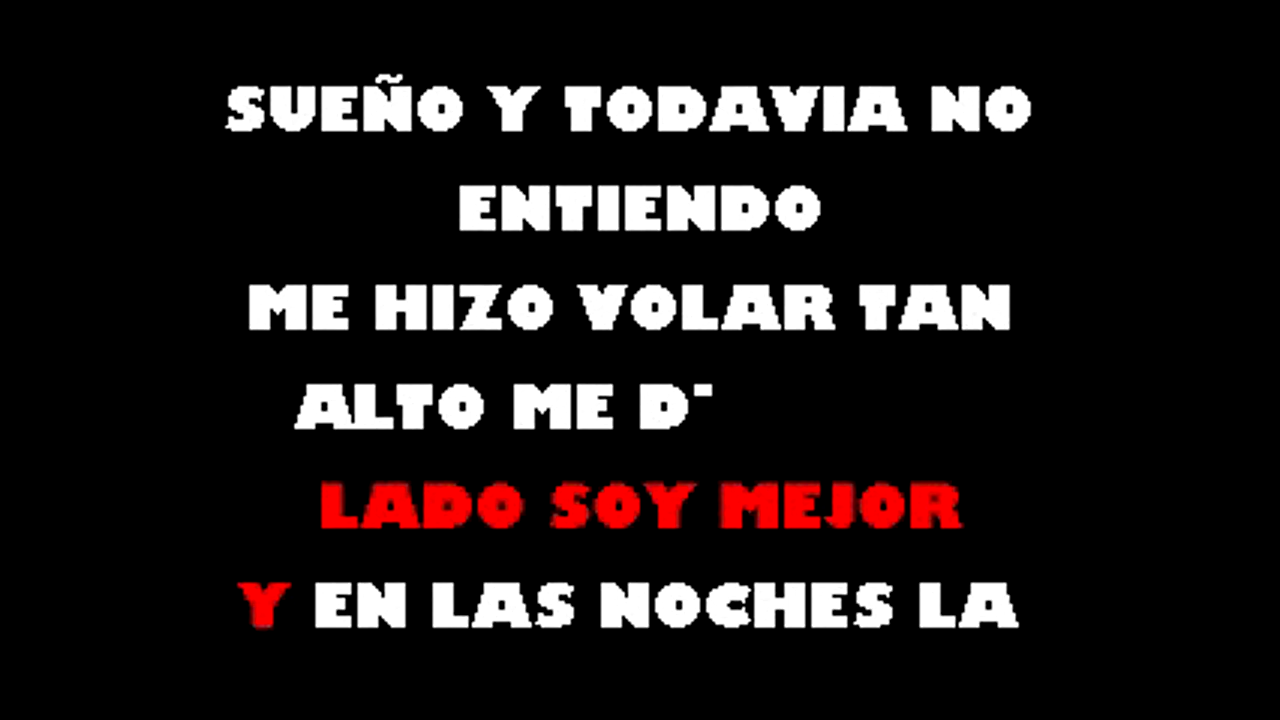 SUEÑO Y TODAVIA NO
ENTIENDO
ME HIZO VOLAR TAN
ALTO ME
LADO SOY MEJOR
Y EN LAS NOCHES LA